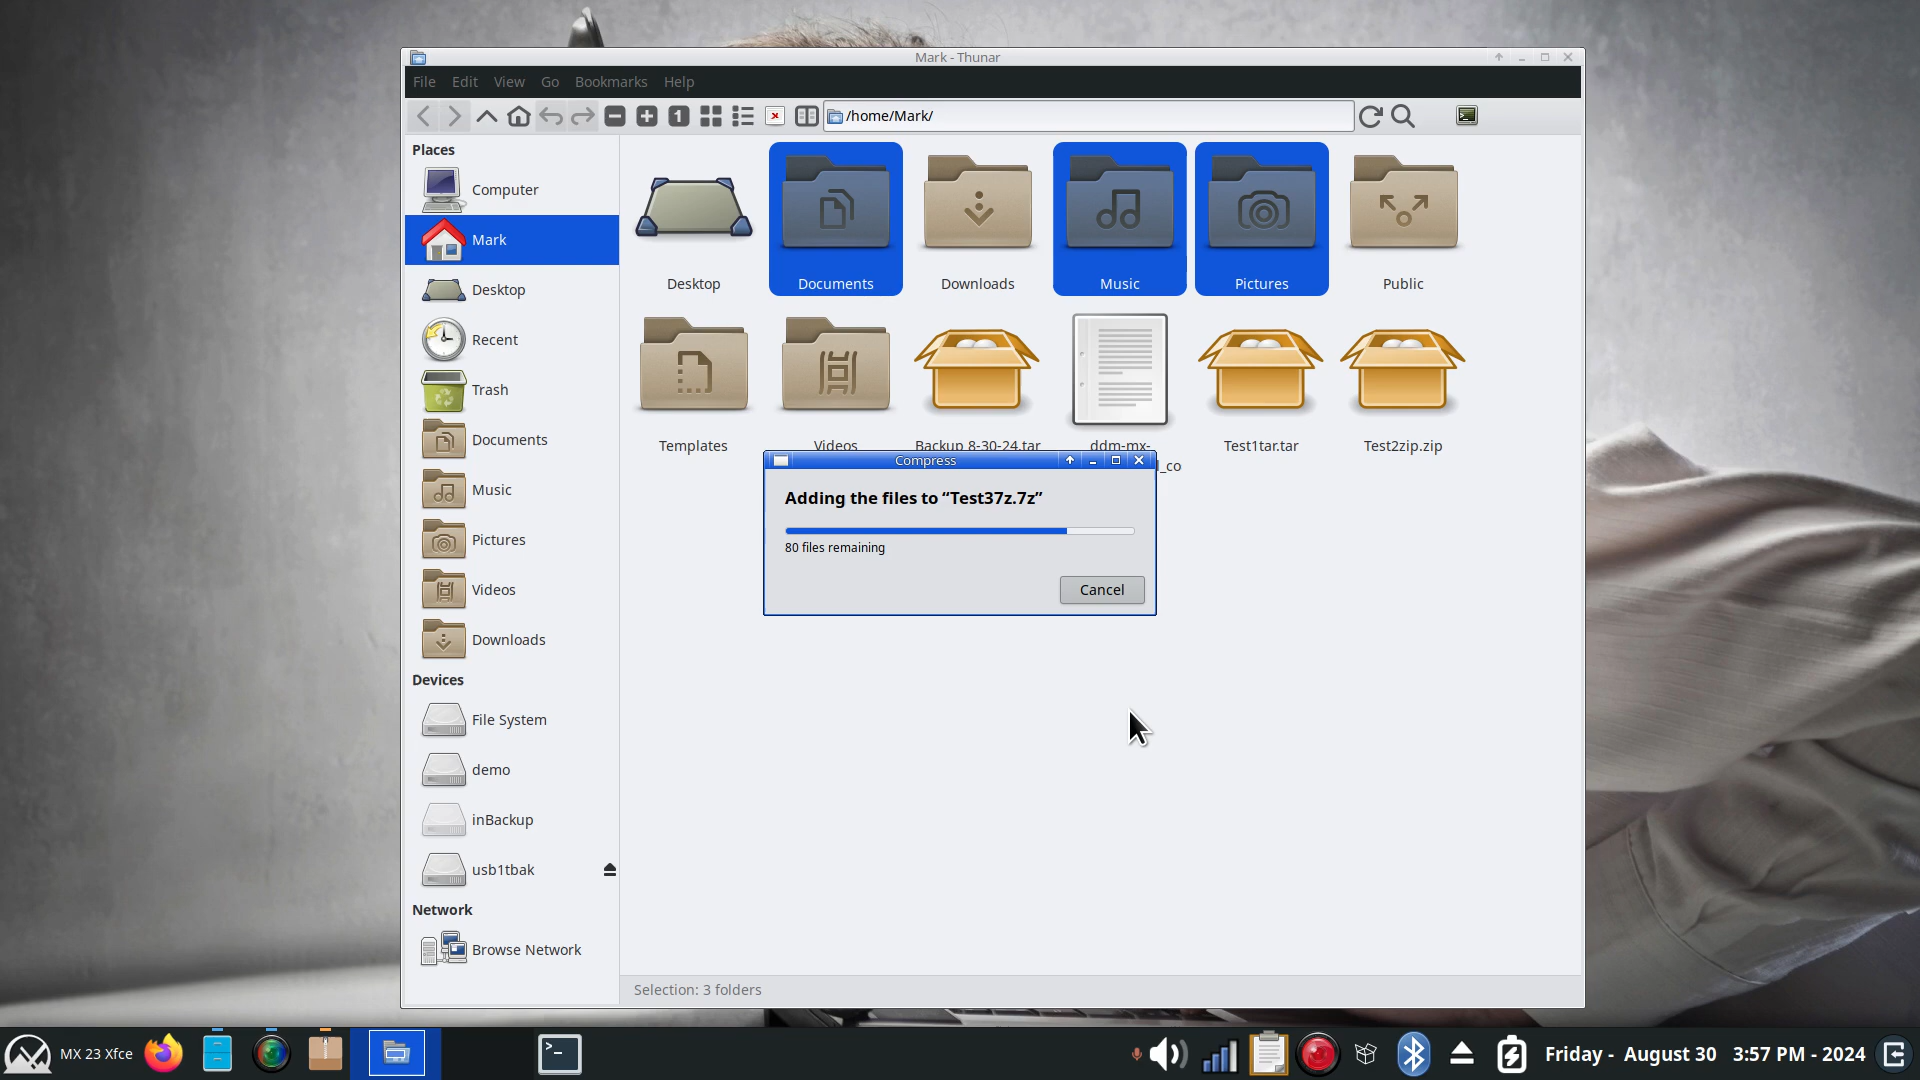 Mark - Thunar
File Edit View Go Bookmarks Help
1 /home/Mark/
Places
Computer
Mark
Desktop
Recent
Trash
Documents
Music
Pictures
Videos
Downloads
Devices
File System
demo
inBackup
usb1tbak
Network
Browse Network
Desktop Documents Downloads Music Pictures Public
Templates Videos Backup 8-30-24.tar ddm-mx- Test1tar.tar Test2zip.zip
l_co
Compress
Adding the files to “Test37z.7z”
80 files remaining
Cancel
Selection: 3 folders
MX 23 Xfce Friday - August 30 3:57 PM - 2024